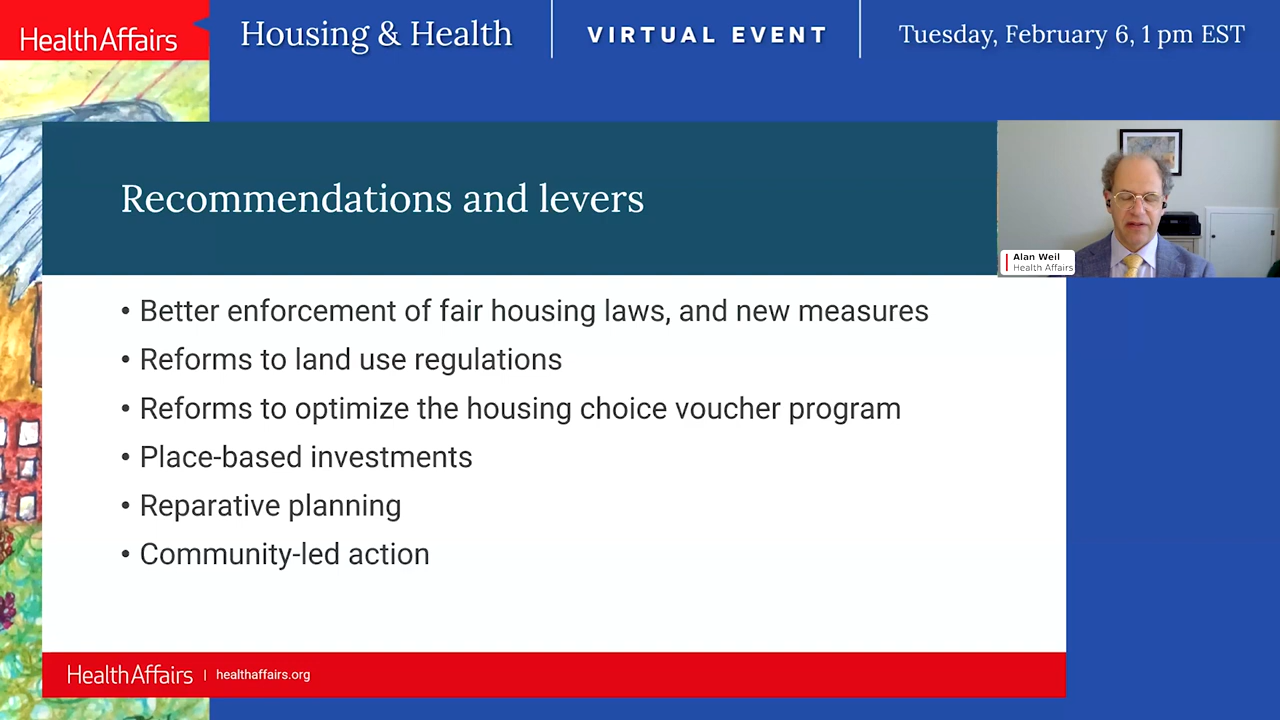 HealthAffairs
Housing & Health
VIRTUAL EVENT
Tuesday, February 6, 1 pm EST
Recommendations and levers
Alan Weil
Health Affairs
• Better enforcement of fair housing laws, and new measures
• Reforms to land use regulations
• Reforms to optimize the housing choice voucher program
• Place-based investments
• Reparative planning
• Community-led action
HealthAffairs | healthaffairs.org